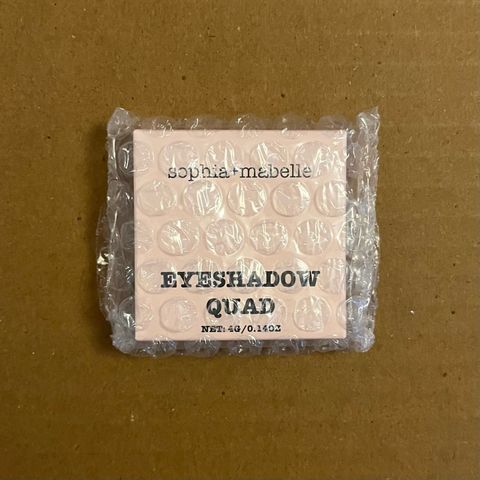 sophia+mabelle
EYESHADOW
QUAD
NET: 4G/0.14OZ